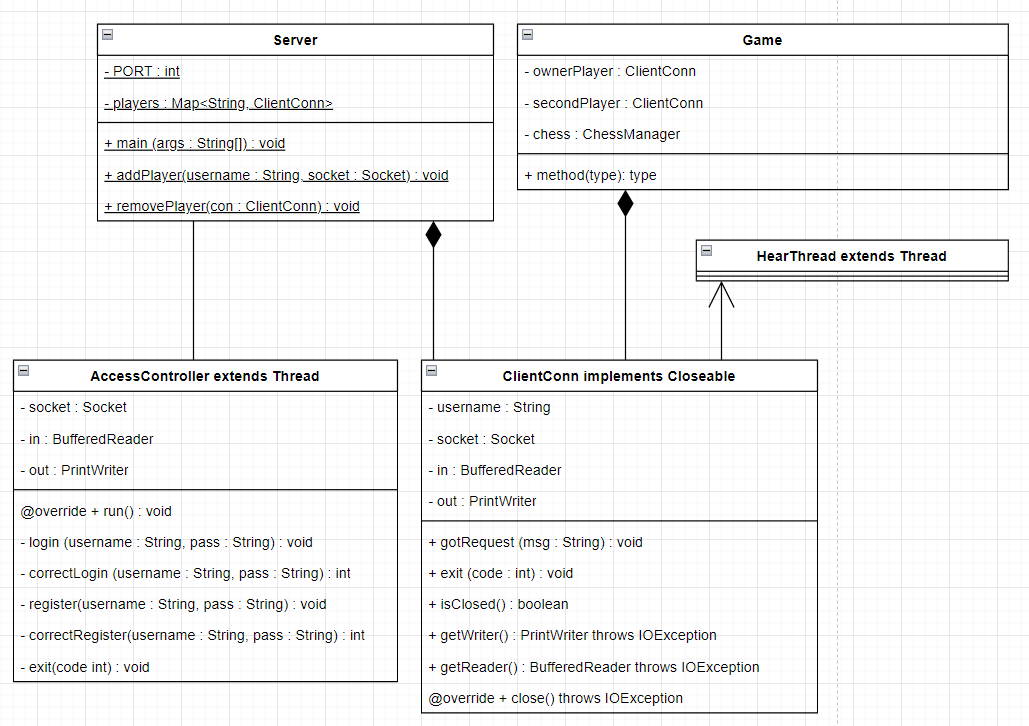 Server
- PORT : int
- players : Map<String, ClientConn>
+ main (args : String[]) : void
+ addPlayer(username : String, socket : Socket) : void
+ removePlayer(con : ClientConn) : void
Game
- ownerPlayer : ClientConn
- secondPlayer : ClientConn
- chess : ChessManager
+ method(type): type
HearThread extends Thread
AccessController extends Thread
- socket : Socket
- in : BufferedReader
- out : PrintWriter
@override + run() : void
- login (username : String, pass : String) : void
- correctLogin (username : String, pass : String) : int
- register(username : String, pass : String) : void
- correctRegister(username : String, pass : String) : int
- exit(code int) : void
ClientConn implements Closeable
- username : String
- socket : Socket
- in : BufferedReader
- out : PrintWriter
+ gotRequest (msg : String) : void
+ exit (code : int) : void
+ isClosed() : boolean
+ getWriter() : PrintWriter throws IOException
+ getReader() : BufferedReader throws IOException
@override + close() throws IOException